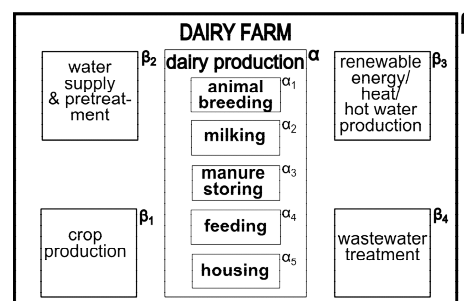 DAIRY FARM
water
supply
& pretreat-
ment
β₂
dairy production
α
animal
breeding
α₁
milking
α₂
manure
storing
α₃
feeding
α₄
housing
α₅
renewable
energy/
heat/
hot water
production
β₃
crop
production
β₁
wastewater
treatment
β₄